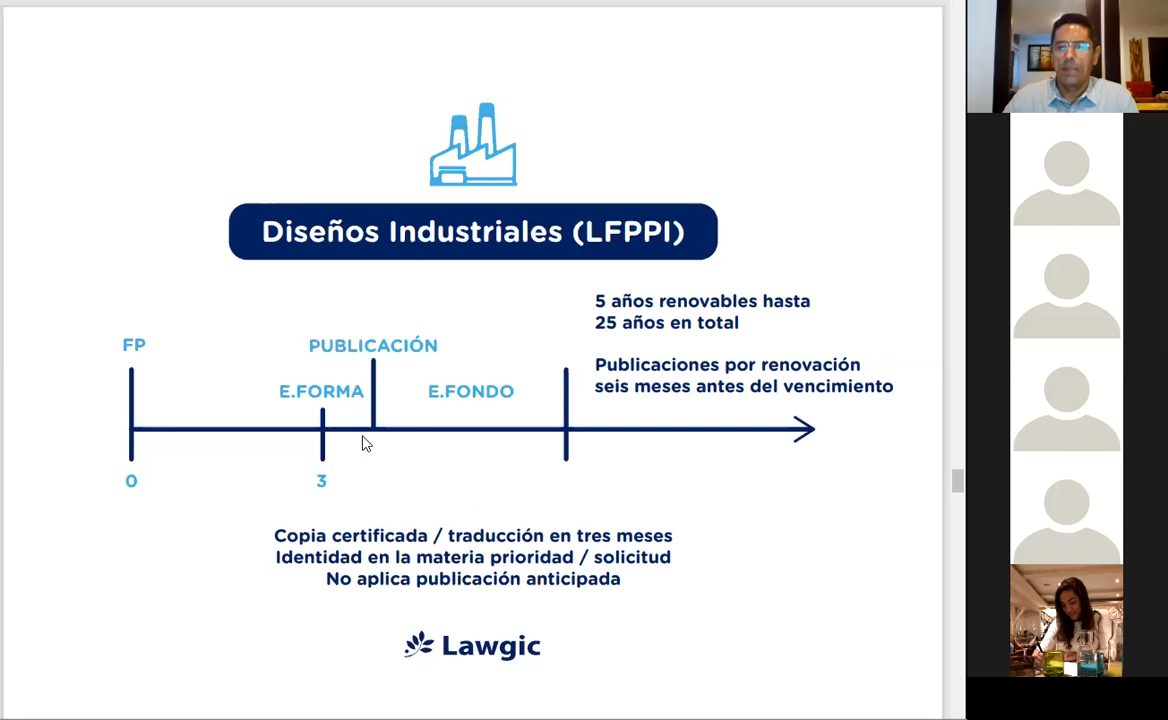 Diseños Industriales (LFPPI)
5 años renovables hasta
25 años en total
FP
PUBLICACIÓN
Publicaciones por renovación
seis meses antes del vencimiento
E.FORMA
E.FONDO
0
3
Copia certificada / traducción en tres meses
Identidad en la materia prioridad / solicitud
No aplica publicación anticipada
Lawgic